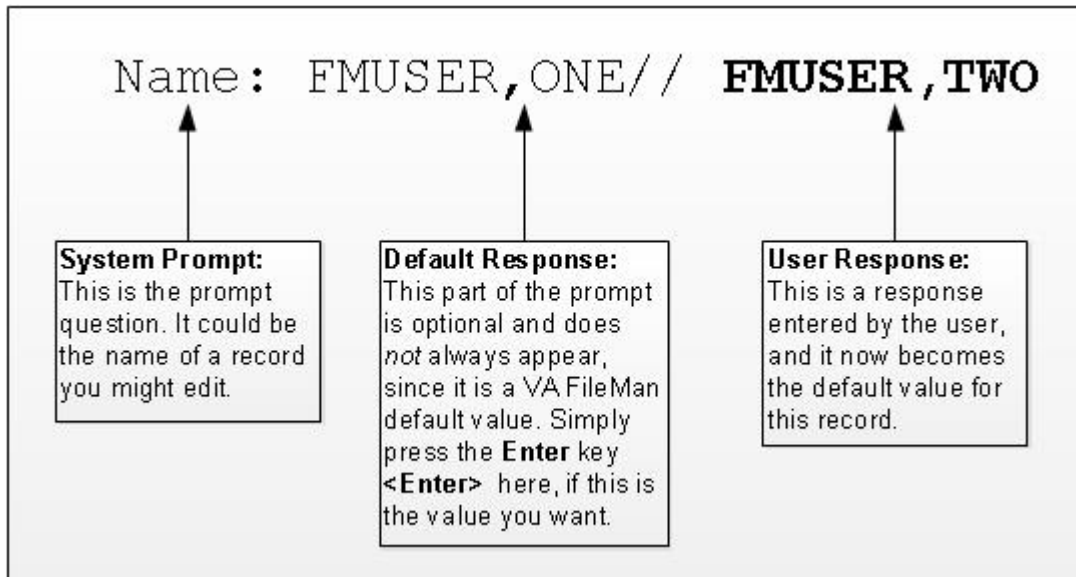 Name: FMUSER,ONE// FMUSER,TWO
System Prompt:
This is the prompt
question. It could be
the name of a record
you might edit.
Default Response:
This part of the prompt
is optional and does
not always appear,
since it is a VA FileMan
default value. Simply
press the Enter key
<Enter> here, if this is
the value you want.
User Response:
This is a response
entered by the user,
and it now becomes
the default value for
this record.